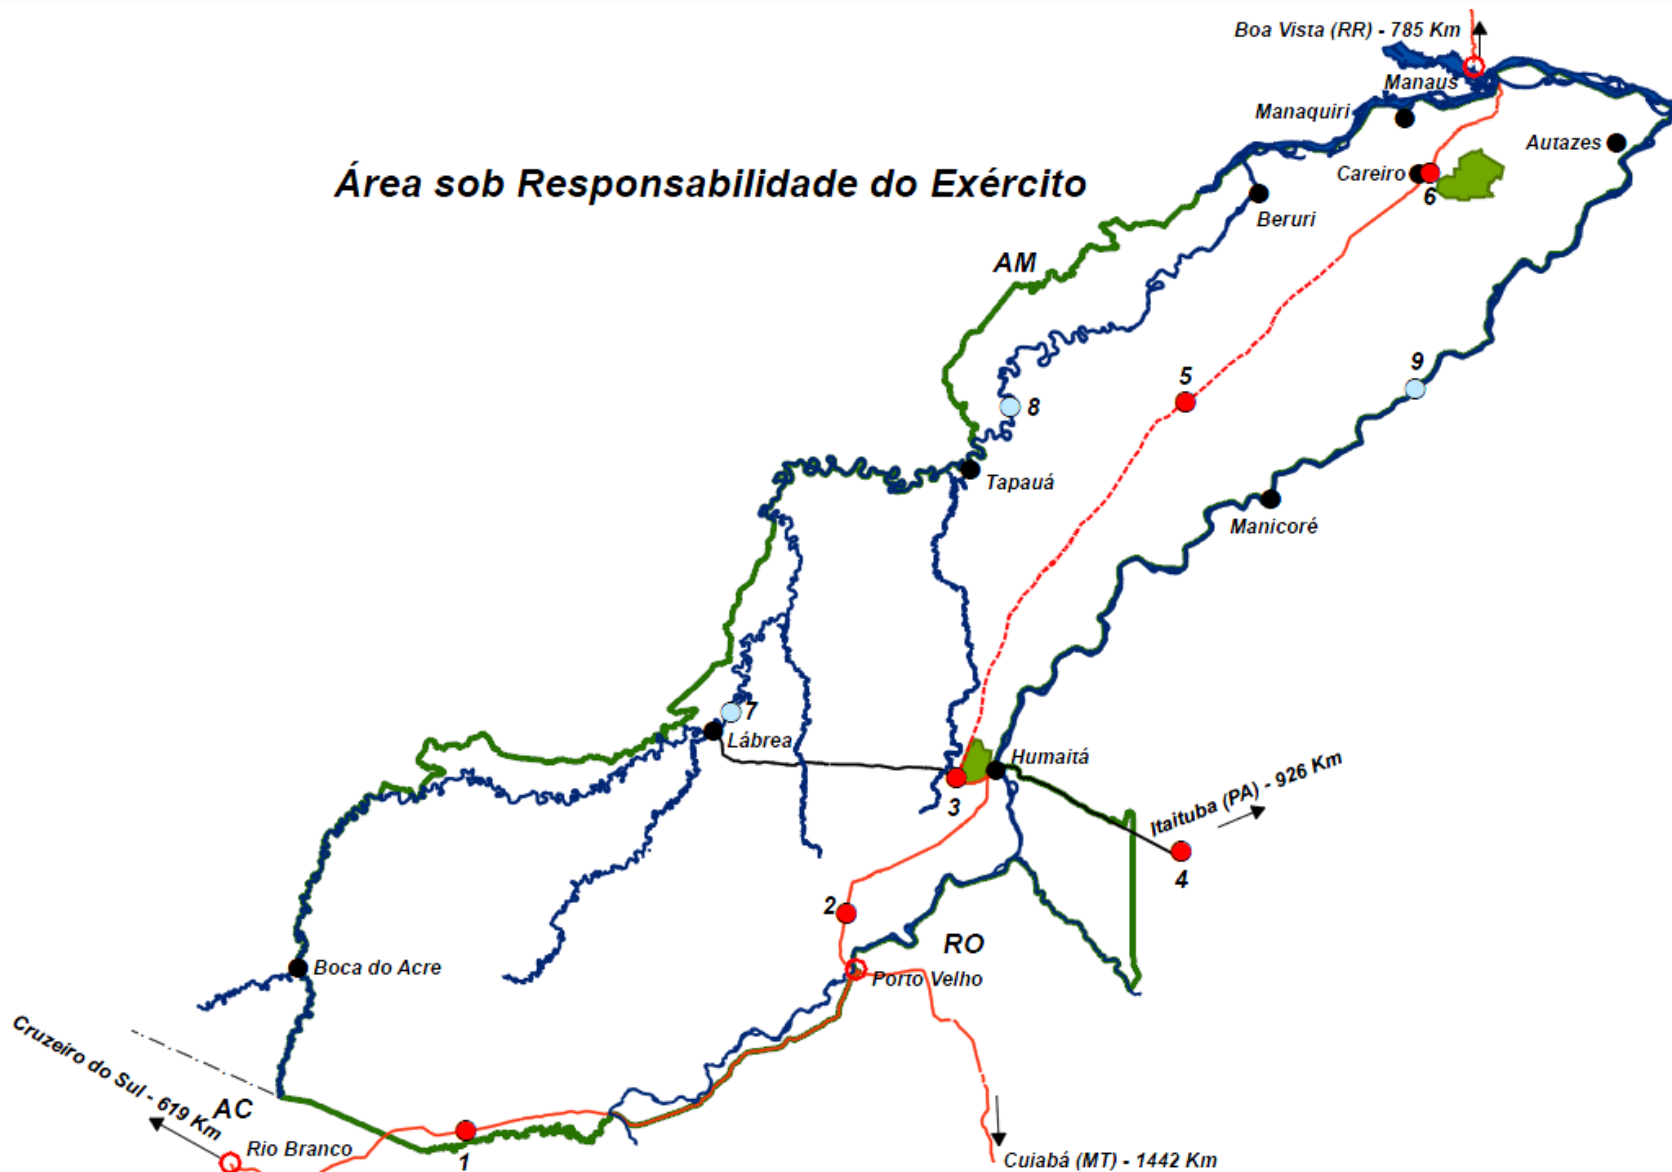 Boa Vista (RR) - 785 Km
Manaus
Manaquiri
Autazes
Área sob Responsabilidade do Exército
Careiro
6
Beruri
AM
9
5
8
Tapauá
Manicoré
7
Lábrea
Humaitá
Itaituba (PA) - 926 Km
3
4
2
RO
Boca do Acre
Porto Velho
Cruzeiro do Sul - 619 Km
AC
Rio Branco
1
Cuiabá (MT) - 1442 Km